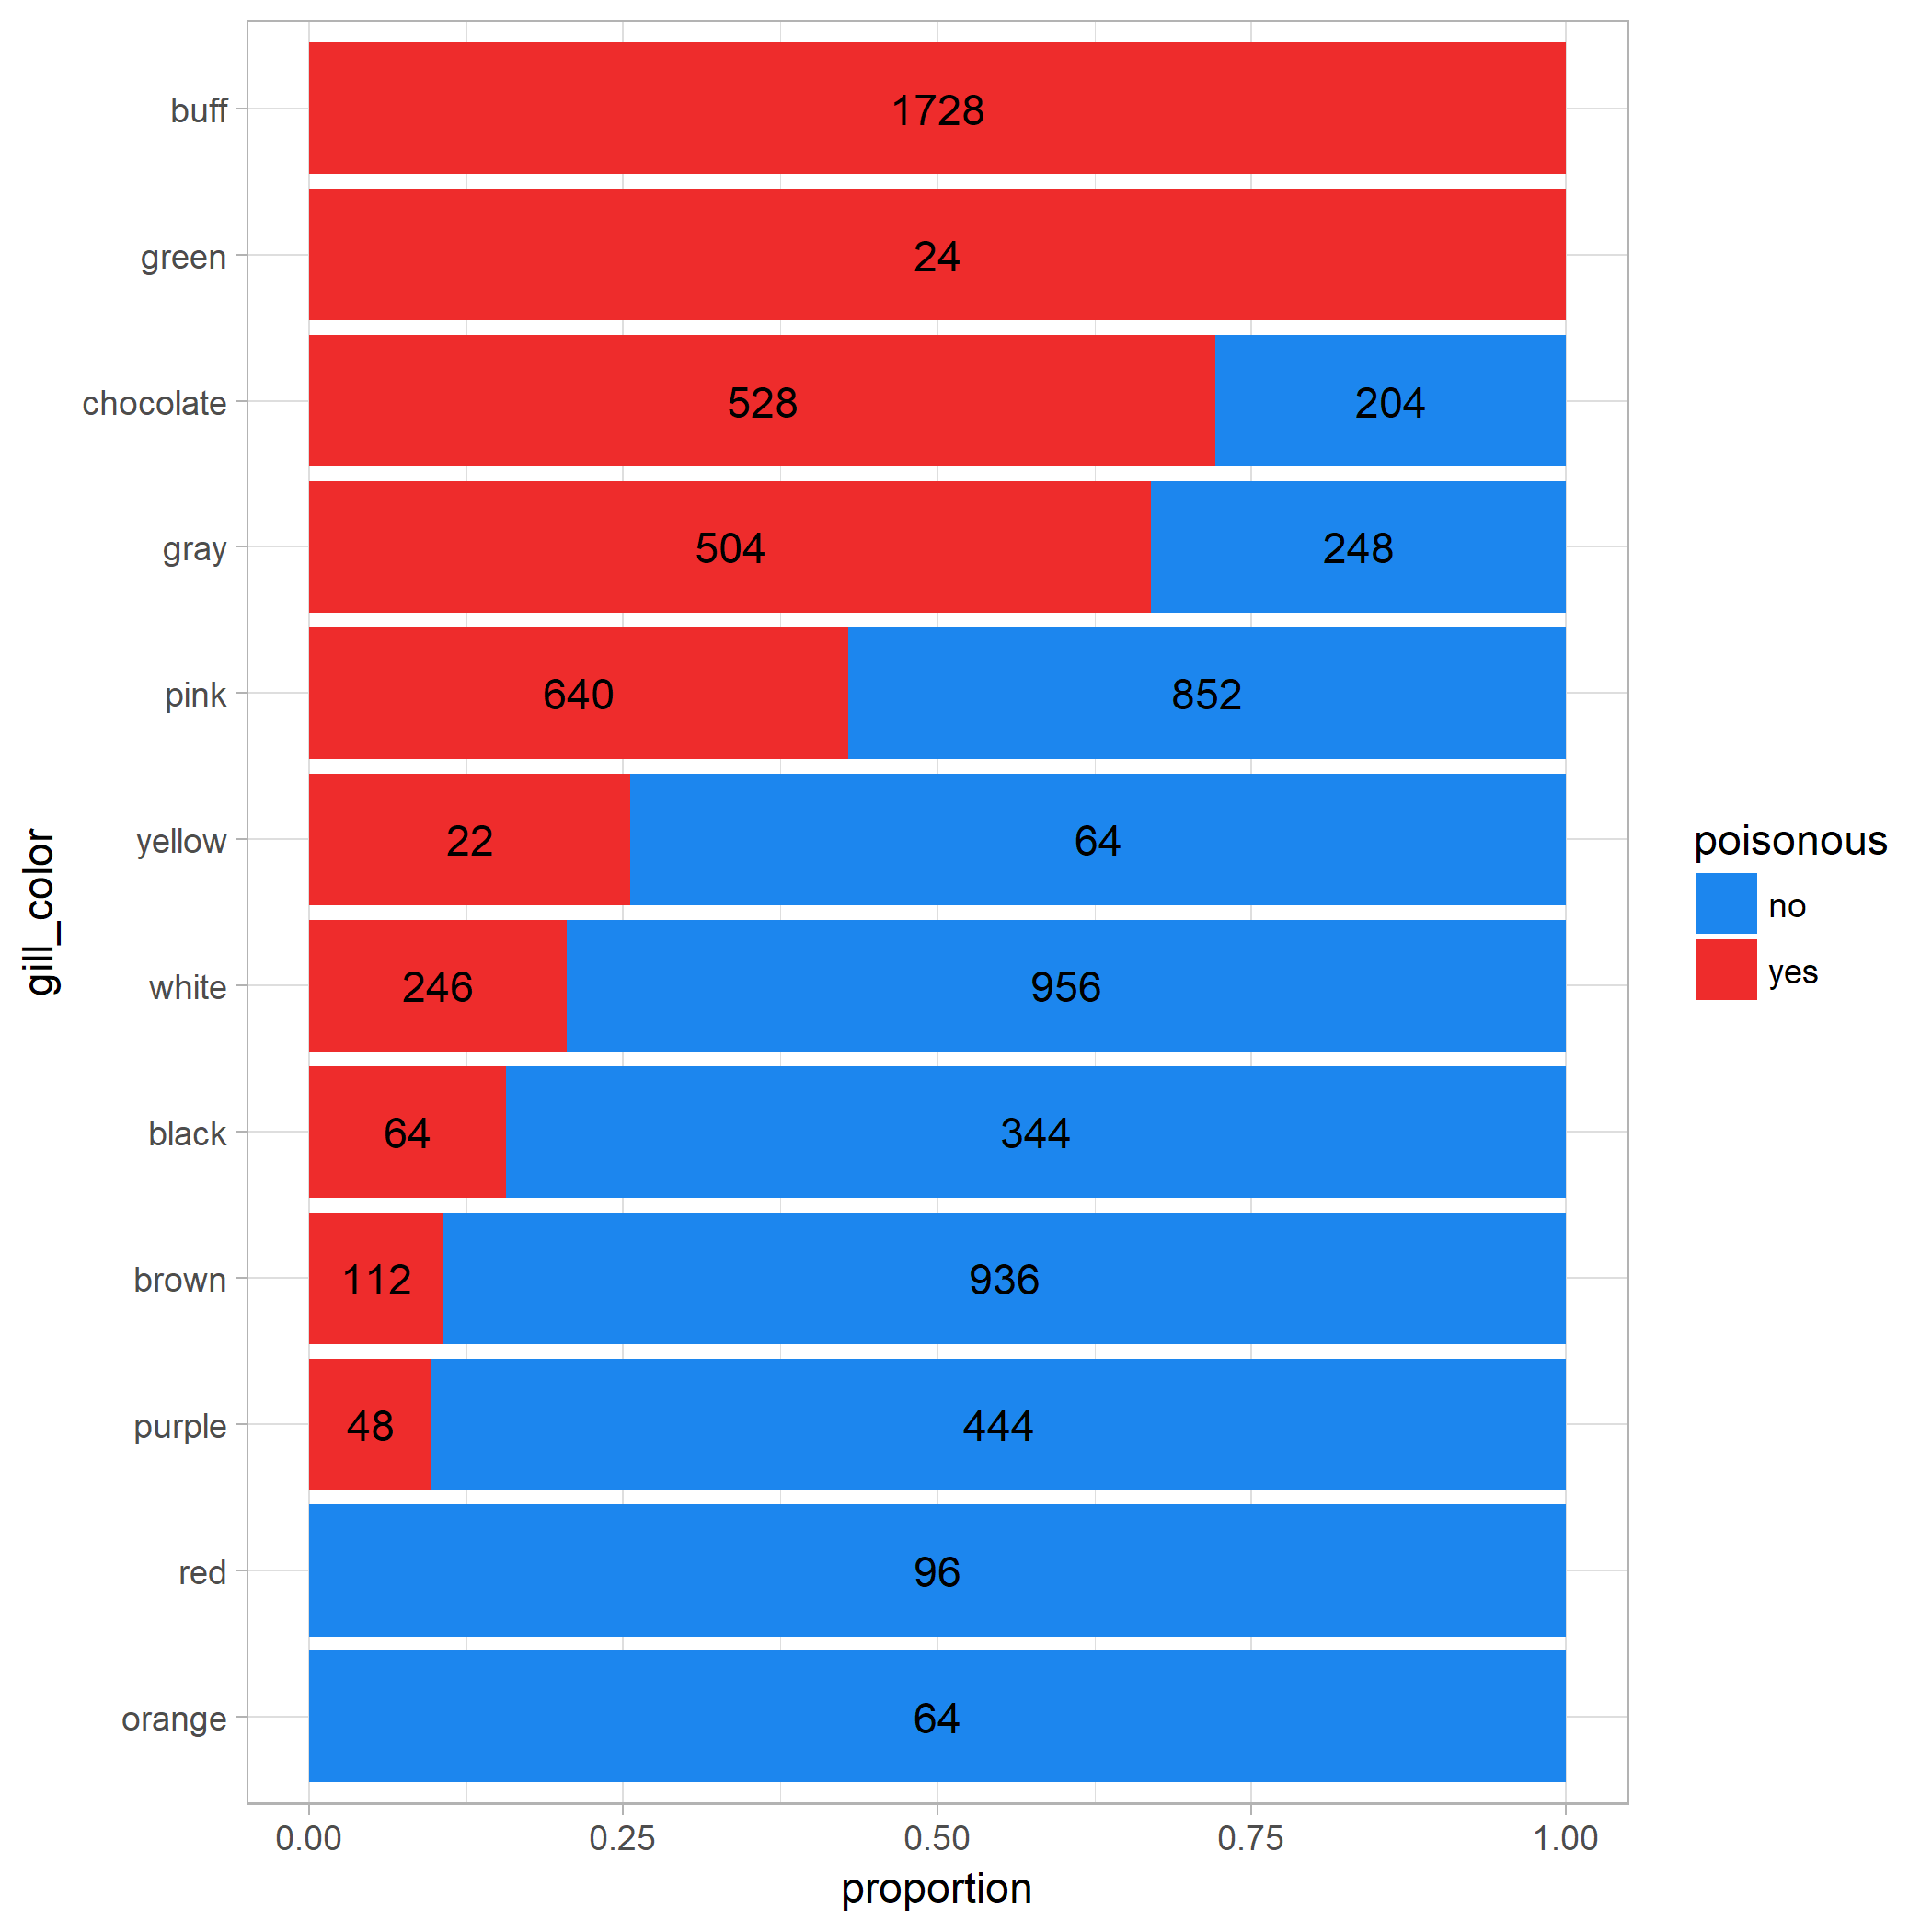 gill_color
buff 1728
green 24
chocolate 528 204
gray 504 248
pink 640 852
yellow 22 64
white 246 956
black 64 344
brown 112 936
purple 48 444
red 96
orange 64
0.00 0.25 0.50 0.75 1.00
proportion
poisonous
no
yes